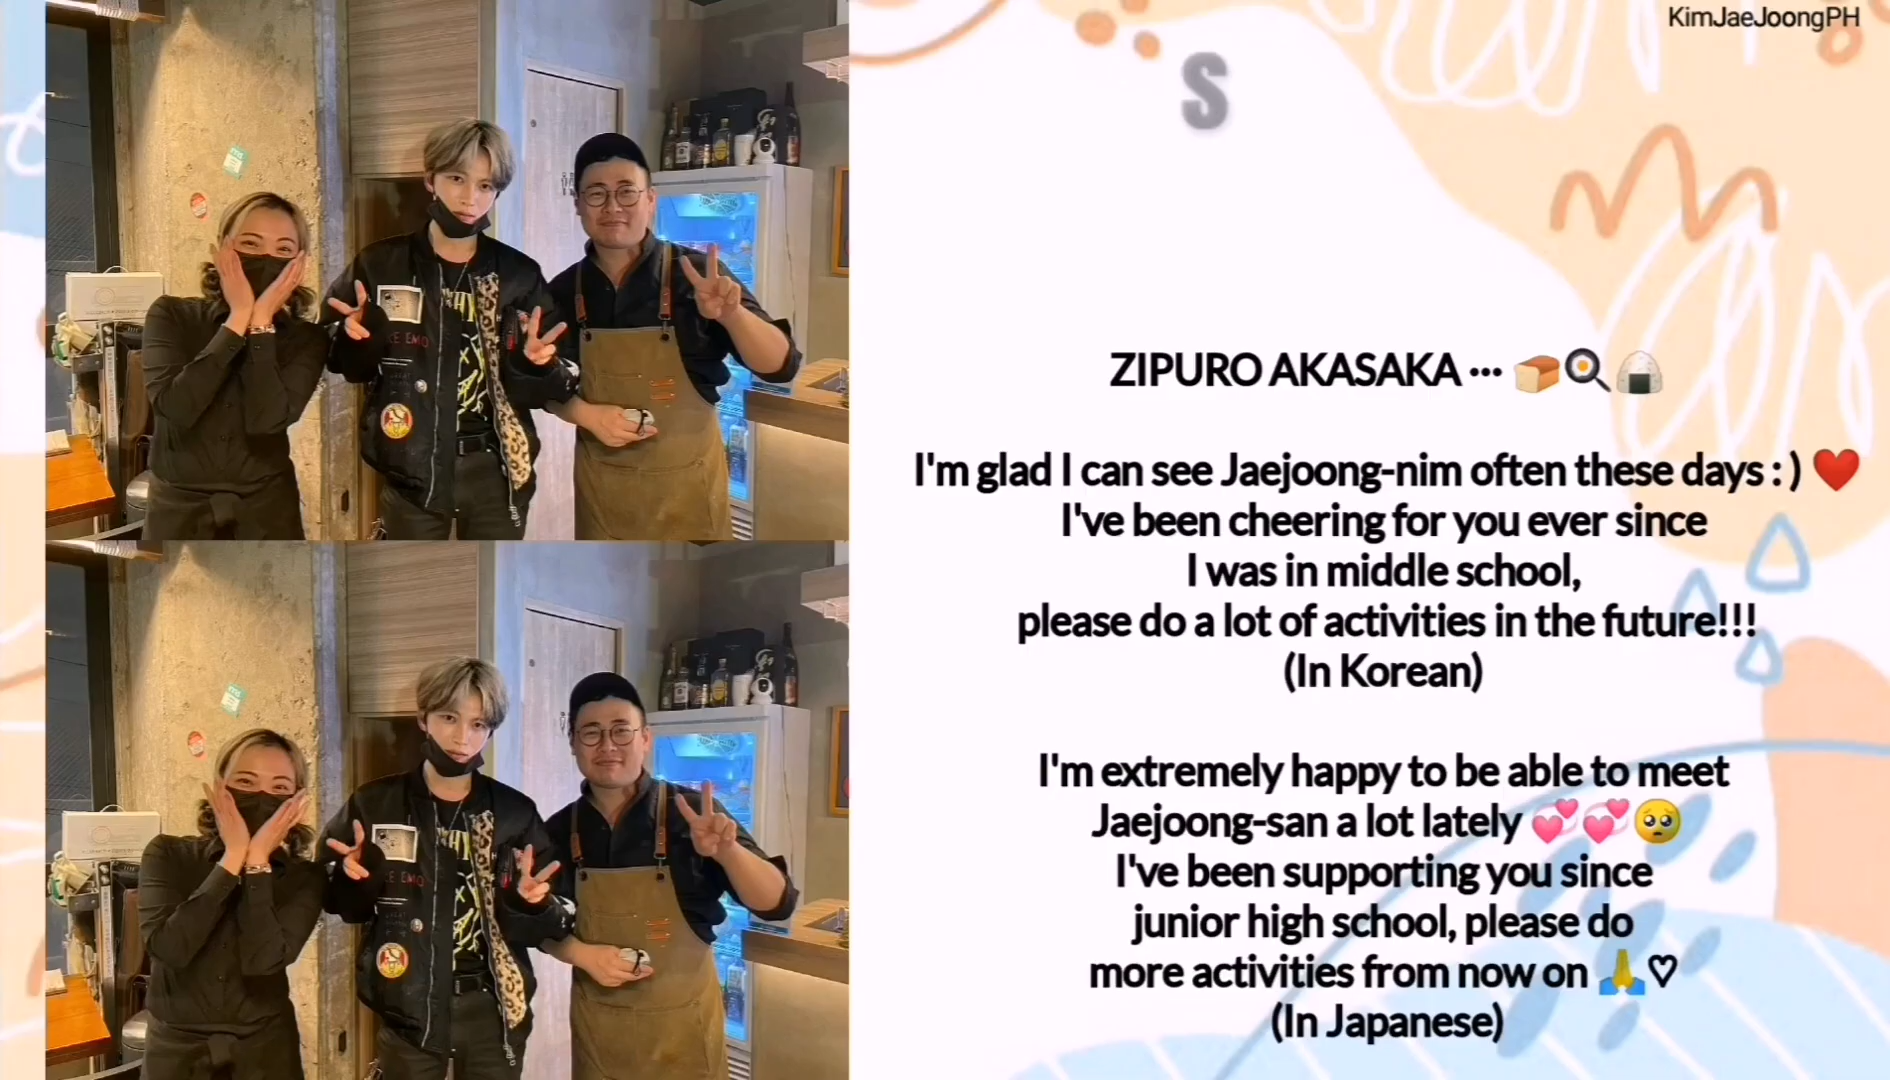 KimJaeJoongPH
S
ZIPURO AKASAKA ··· 🍞🍳🍙
I'm glad I can see Jaejoong-nim often these days : ) ❤️
I've been cheering for you ever since
I was in middle school,
please do a lot of activities in the future!!!
(In Korean)
I'm extremely happy to be able to meet
Jaejoong-san a lot lately 💞💞🥺
I've been supporting you since
junior high school, please do
more activities from now on 🙏♡
(In Japanese)